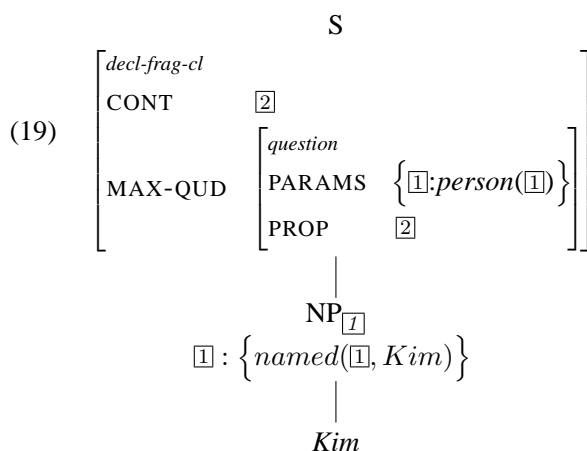 S
decl-frag-cl
CONT 2
(19)
MAX-QUD
question
PARAMS {1:person(1)}
PROP 2
NP1
1 : {named(1, Kim)}
Kim